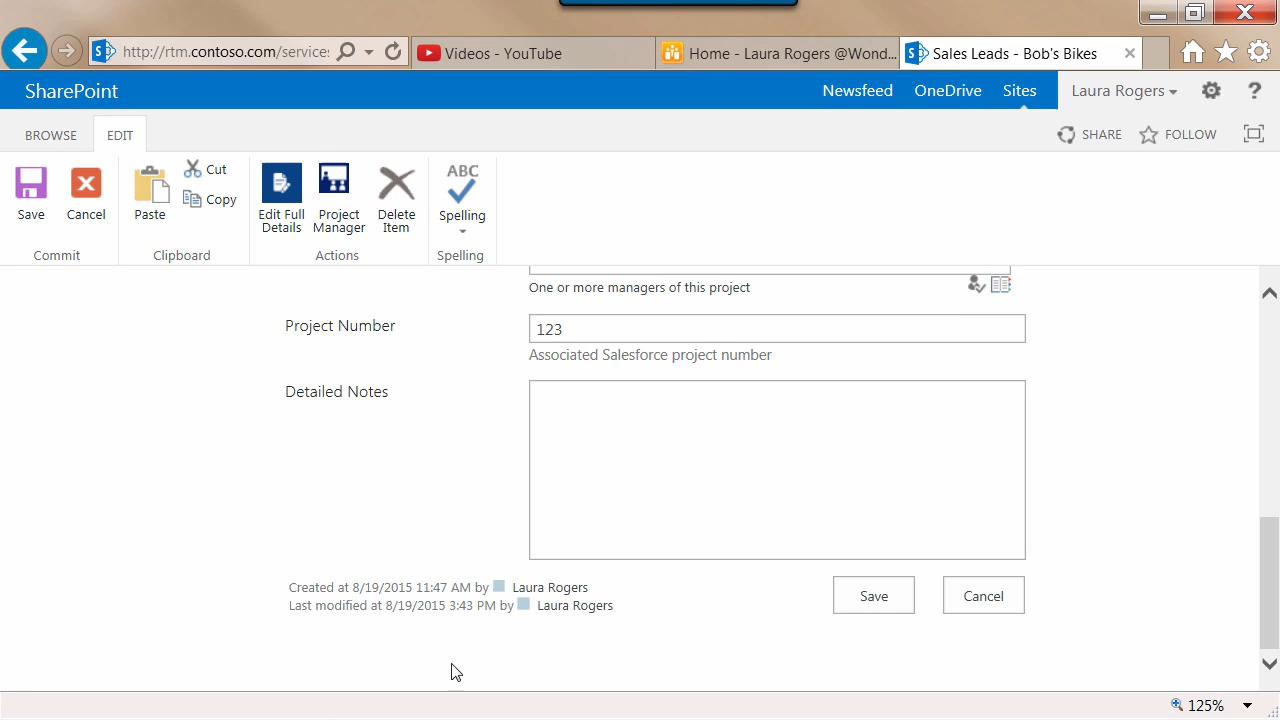 http://rtm.contoso.com/service:
Videos - YouTube
Home - Laura Rogers @Wond...
Sales Leads - Bob's Bikes
SharePoint
Newsfeed
OneDrive
Sites
Laura Rogers
?
BROWSE
EDIT
SHARE
FOLLOW
Save
Cancel
Paste
Cut
Copy
Edit Full
Details
Project
Manager
Delete
Item
ABC
Spelling
Commit
Clipboard
Actions
Spelling
One or more managers of this project
Project Number
123
Associated Salesforce project number
Detailed Notes
Created at 8/19/2015 11:47 AM by Laura Rogers
Last modified at 8/19/2015 3:43 PM by Laura Rogers
Save
Cancel
125%